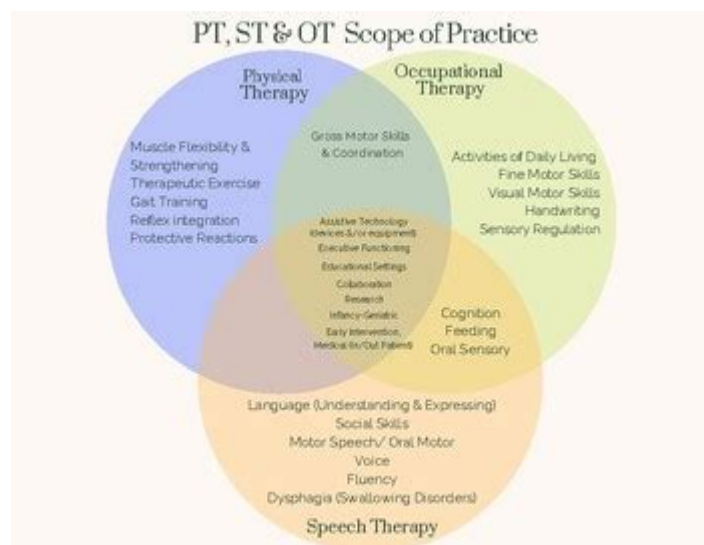 PT, ST & OT Scope of Practice
Physical
Therapy
Occupational
Therapy
Gross Motor Skills
& Coordination
Muscle Flexibility &
Strengthening
Therapeutic Exercise
Gait Training
Reflex integration
Protective Reactions
Activities of Daily Living
Fine Motor Skills
Visual Motor Skills
Handwriting
Sensory Regulation
Assistive Technology
(devices &/or equipment)
Executive Functioning
Educational Settings
Collaboration
Research
Infancy-Geriatric
Early Intervention,
Medical (In/Out Patient)
Cognition
Feeding
Oral Sensory
Language (Understanding & Expressing)
Social Skills
Motor Speech/ Oral Motor
Voice
Fluency
Dysphagia (Swallowing Disorders)
Speech Therapy